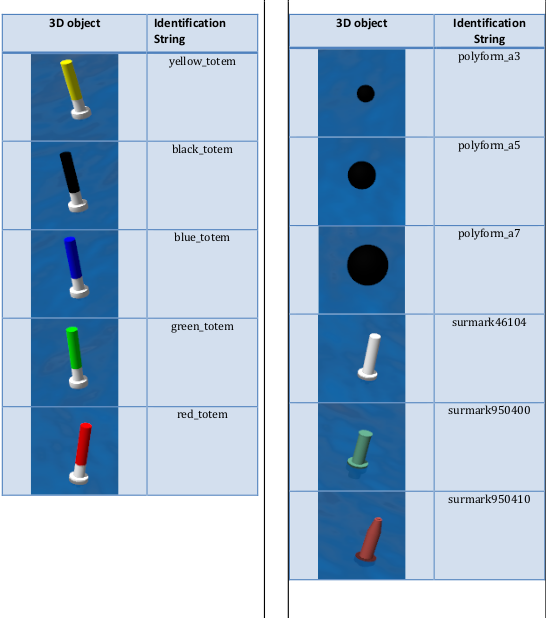 3D object
Identification
String
yellow_totem
black_totem
blue_totem
green_totem
red_totem
3D object
Identification
String
polyform_a3
polyform_a5
polyform_a7
surmark46104
surmark950400
surmark950410